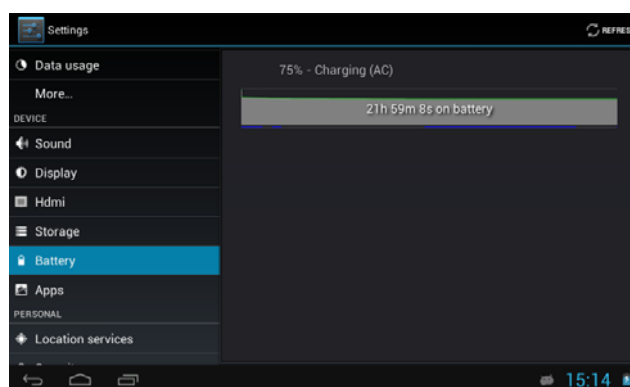 Settings
REFRES
Data usage
75% - Charging (AC)
More...
21h 59m 8s on battery
DEVICE
Sound
Display
Hdmi
Storage
Battery
Apps
PERSONAL
Location services
15:14